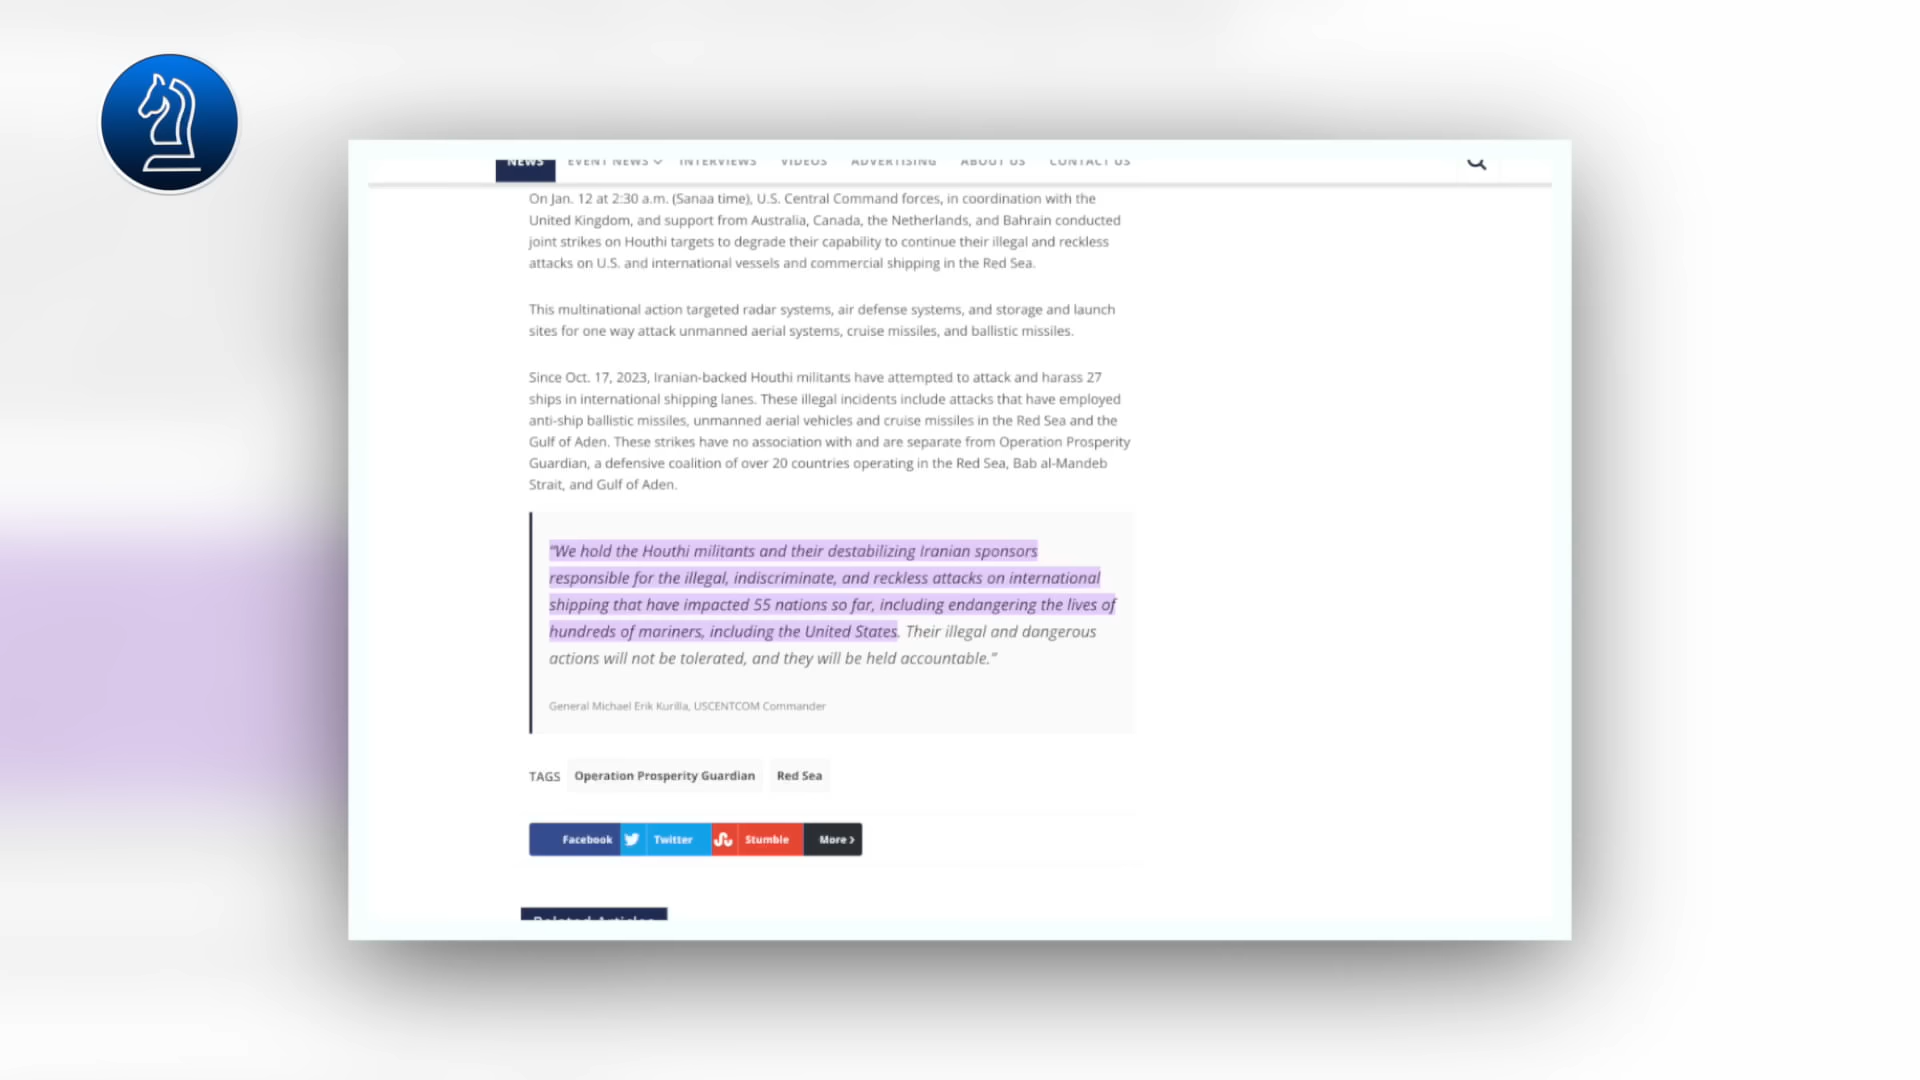 NEWS EVENT NEWS INTERVIEWS VIDEOS ADVERTISING ABOUT US CONTACT US
On Jan. 12 at 2:30 a.m. (Sanaa time), U.S. Central Command forces, in coordination with the
United Kingdom, and support from Australia, Canada, the Netherlands, and Bahrain conducted
joint strikes on Houthi targets to degrade their capability to continue their illegal and reckless
attacks on U.S. and international vessels and commercial shipping in the Red Sea.
This multinational action targeted radar systems, air defense systems, and storage and launch
sites for one way attack unmanned aerial systems, cruise missiles, and ballistic missiles.
Since Oct. 17, 2023, Iranian-backed Houthi militants have attempted to attack and harass 27
ships in international shipping lanes. These illegal incidents include attacks that have employed
anti-ship ballistic missiles, unmanned aerial vehicles and cruise missiles in the Red Sea and the
Gulf of Aden. These strikes have no association with and are separate from Operation Prosperity
Guardian, a defensive coalition of over 20 countries operating in the Red Sea, Bab al-Mandeb
Strait, and Gulf of Aden.
“We hold the Houthi militants and their destabilizing Iranian sponsors
responsible for the illegal, indiscriminate, and reckless attacks on international
shipping that have impacted 55 nations so far, including endangering the lives of
hundreds of mariners, including the United States. Their illegal and dangerous
actions will not be tolerated, and they will be held accountable.”
General Michael Erik Kurilla, USCENTCOM Commander
TAGS Operation Prosperity Guardian Red Sea
Facebook Twitter Stumble More
Related Articles